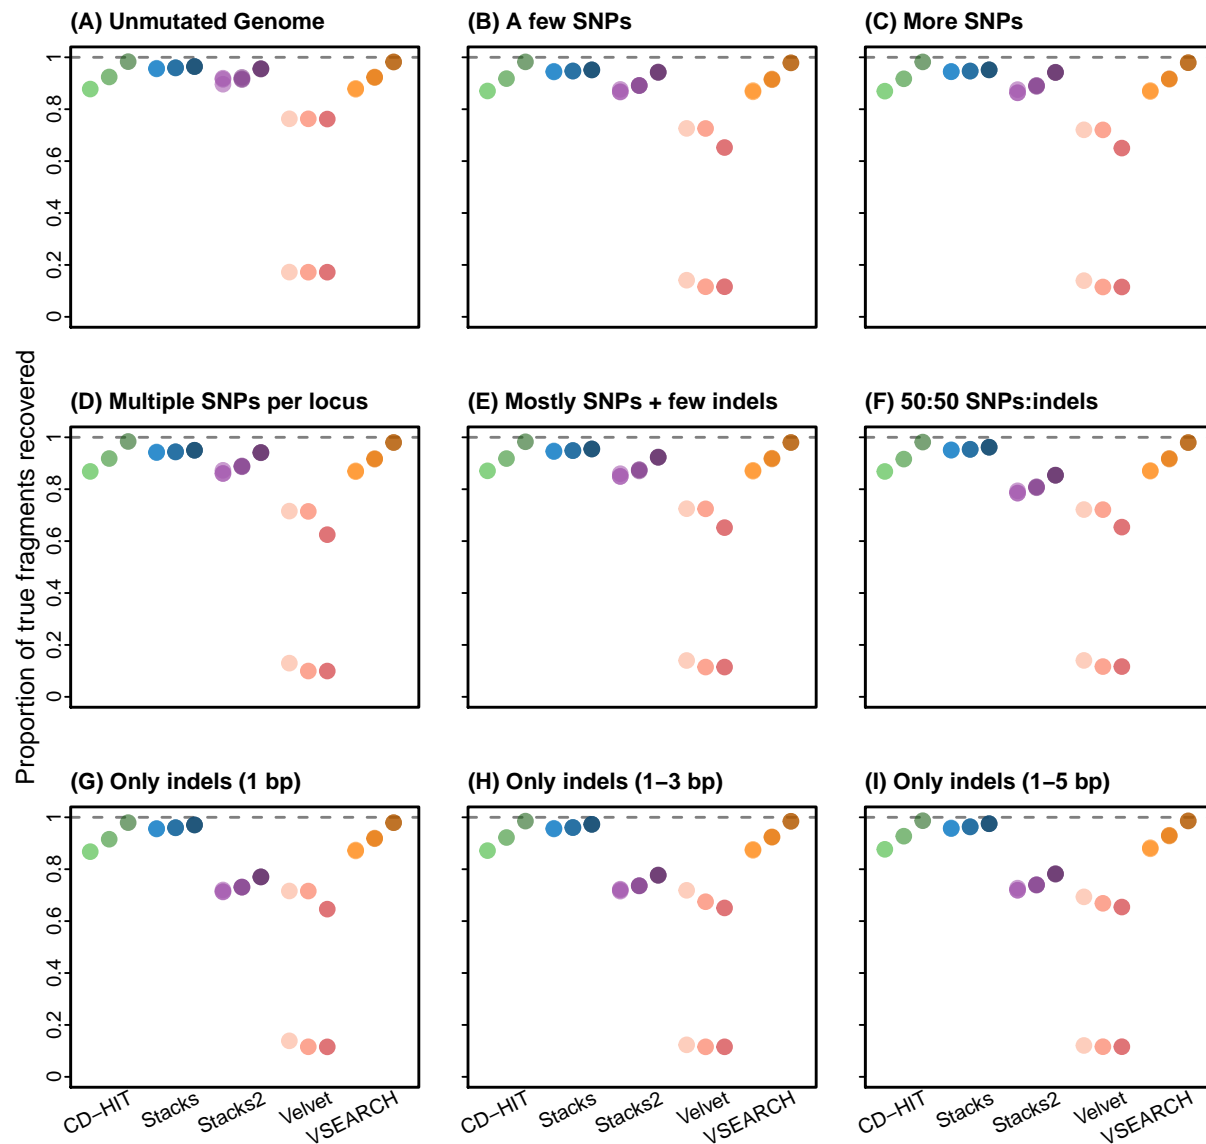 (A) Unmutated Genome
(B) A few SNPs
(C) More SNPs
1
0.8
0.6
0.4
0.2
0
Proportion of true fragments recovered
(D) Multiple SNPs per locus
(E) Mostly SNPs + few indels
(F) 50:50 SNPs:indels
1
0.8
0.6
0.4
0.2
0
(G) Only indels (1 bp)
(H) Only indels (1–3 bp)
(I) Only indels (1–5 bp)
1
0.8
0.6
0.4
0.2
0
CD–HIT
Stacks
Stacks2
Velvet
VSEARCH
CD–HIT
Stacks
Stacks2
Velvet
VSEARCH
CD–HIT
Stacks
Stacks2
Velvet
VSEARCH